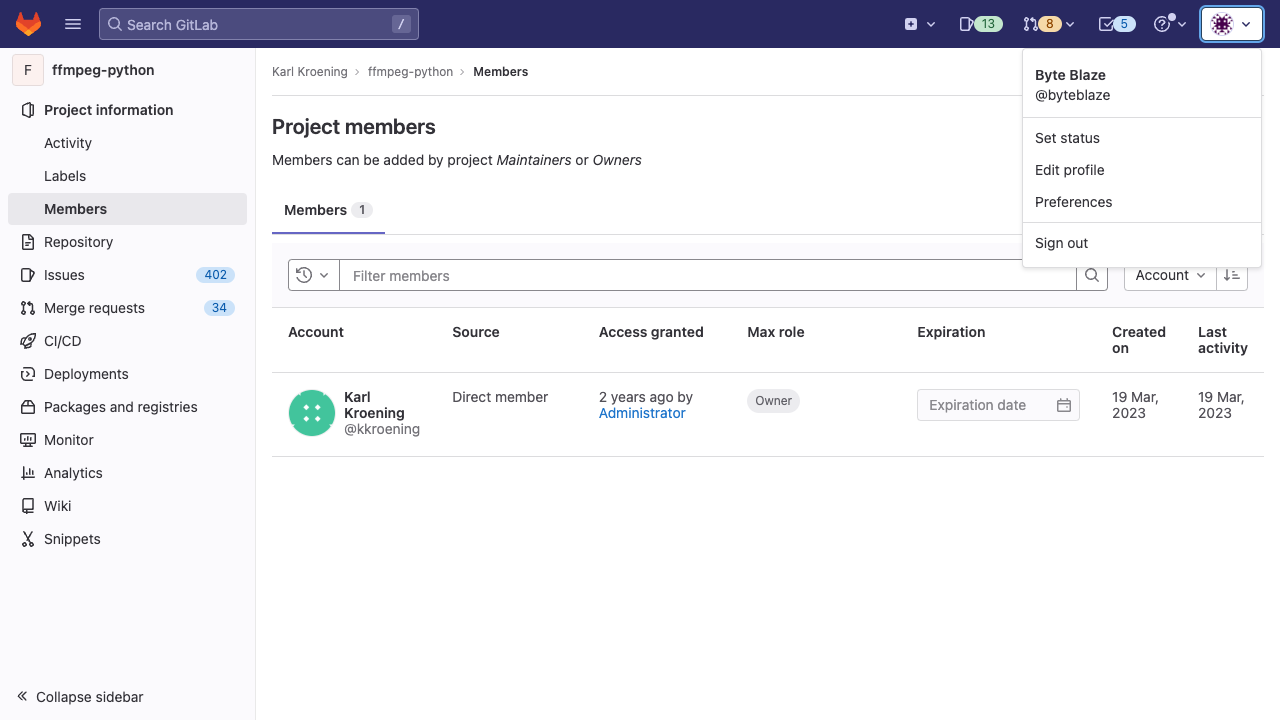 Search GitLab /
13
8
5
F ffmpeg-python
Project information
Activity
Labels
Members
Repository
Issues 402
Merge requests 34
CI/CD
Deployments
Packages and registries
Monitor
Analytics
Wiki
Snippets
Collapse sidebar
Karl Kroening
ffmpeg-python
Members
Project members
Members can be added by project Maintainers or Owners
Members 1
Filter members
Account
Account Source Access granted Max role Expiration Created on Last activity
Karl Kroening
@kkroening
Direct member
2 years ago by
Administrator
Owner
Expiration date
19 Mar,
2023
19 Mar,
2023
Byte Blaze
@byteblaze
Set status
Edit profile
Preferences
Sign out